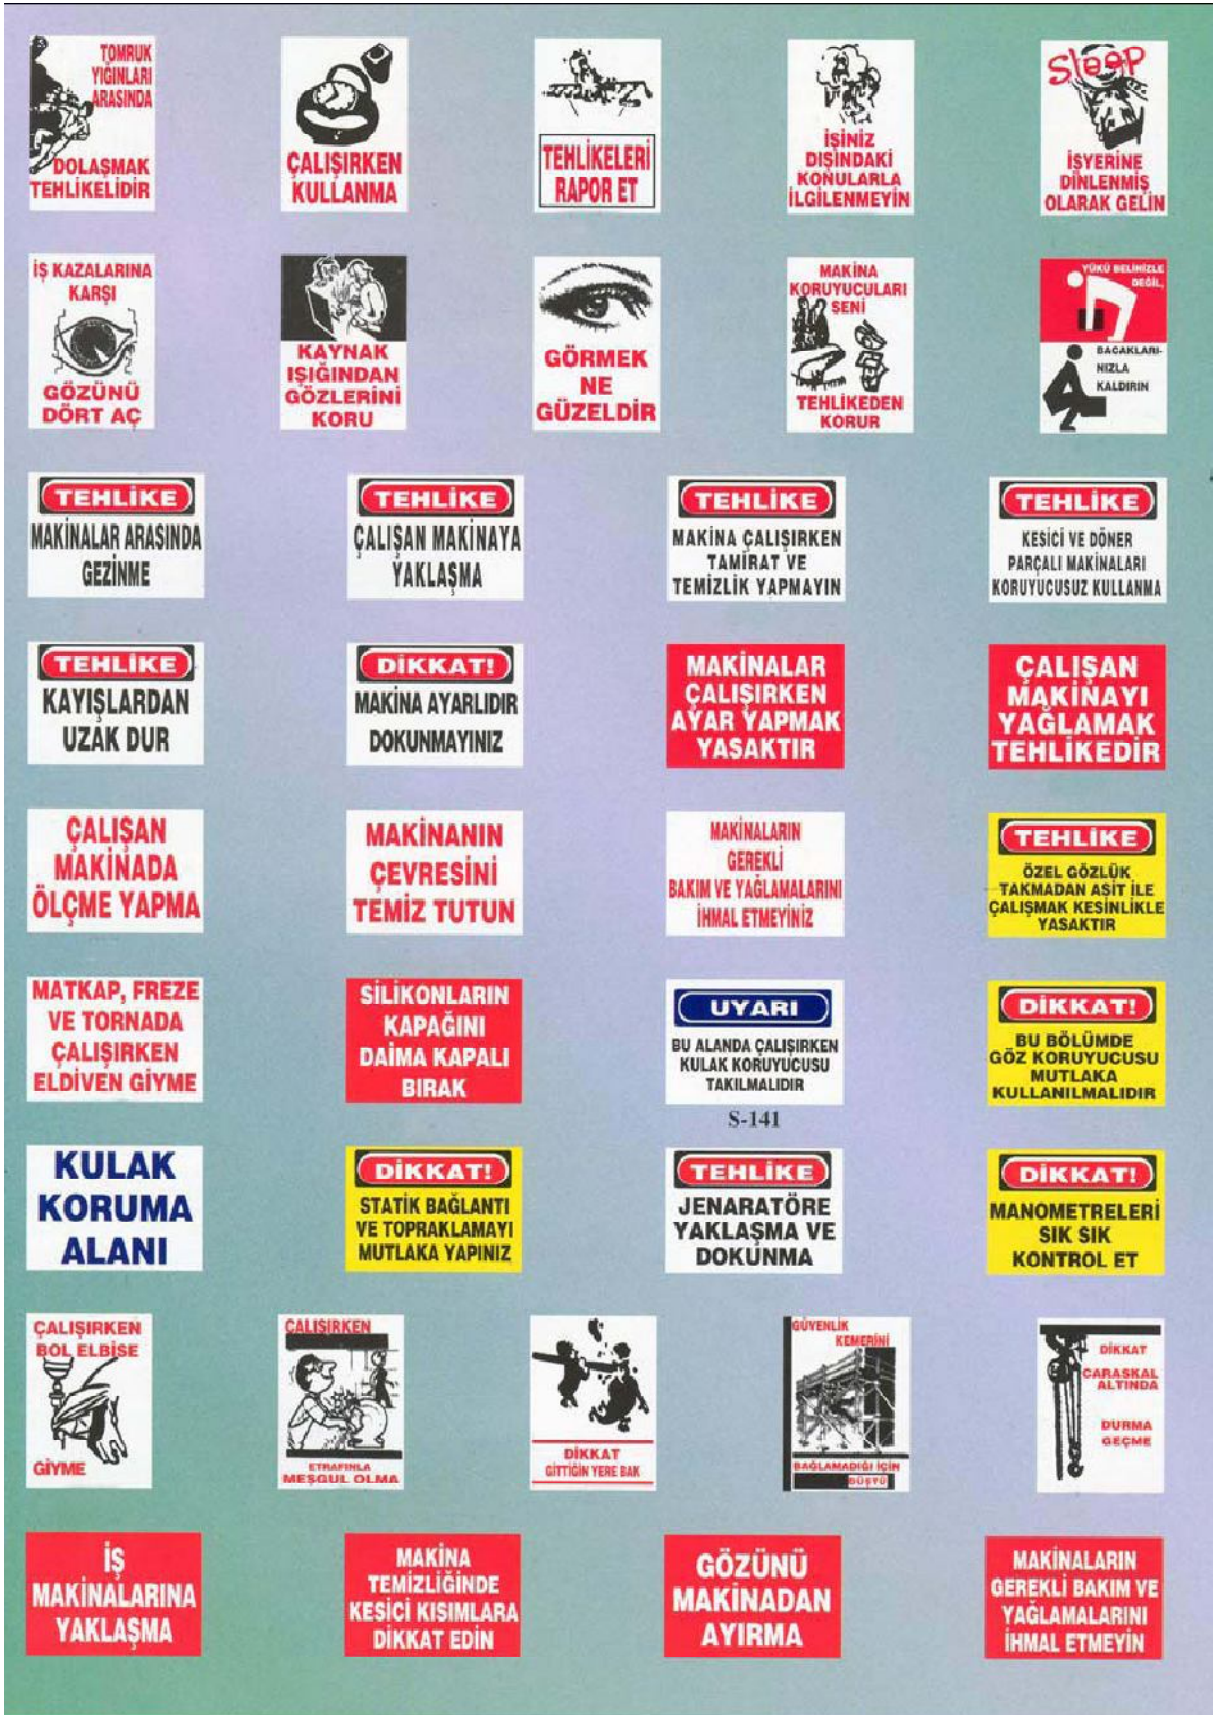 TOMRUK
YIĞINLARI
ARASINDA
DOLAŞMAK
TEHLİKELİDİR
ÇALIŞIRKEN
KULLANMA
TEHLİKELERİ
RAPOR ET
İŞİNİZ
DIŞINDAKİ
KONULARLA
İLGİLENMEYİN
Sleep
İŞYERİNE
DİNLENMİŞ
OLARAK GELİN
İŞ KAZALARINA
KARŞI
GÖZÜNÜ
DÖRT AÇ
KAYNAK
IŞIĞINDAN
GÖZLERİNİ
KORU
GÖRMEK
NE
GÜZELDİR
MAKİNA
KORUYUCULARI
SENİ
TEHLİKEDEN
KORUR
YÜKÜ BELİNİZLE
DEĞİL,
BACAKLARI-
NIZLA
KALDIRIN
TEHLİKE
MAKİNALAR ARASINDA
GEZİNME
TEHLİKE
ÇALIŞAN MAKİNAYA
YAKLAŞMA
TEHLİKE
MAKİNA ÇALIŞIRKEN
TAMİRAT VE
TEMİZLİK YAPMAYIN
TEHLİKE
KESİCİ VE DÖNER
PARÇALI MAKİNALARI
KORUYUCUSUZ KULLANMA
TEHLİKE
KAYIŞLARDAN
UZAK DUR
DİKKAT!
MAKİNA AYARLIDIR
DOKUNMAYINIZ
MAKİNALAR
ÇALIŞIRKEN
AYAR YAPMAK
YASAKTIR
ÇALIŞAN
MAKİNAYI
YAĞLAMAK
TEHLİKEDİR
ÇALIŞAN
MAKİNADA
ÖLÇME YAPMA
MAKİNANIN
ÇEVRESİNİ
TEMİZ TUTUN
MAKİNALARIN
GEREKLİ
BAKIM VE YAĞLAMALARINI
İHMAL ETMEYİNİZ
TEHLİKE
ÖZEL GÖZLÜK
TAKMADAN ASİT İLE
ÇALIŞMAK KESİNLİKLE
YASAKTIR
MATKAP, FREZE
VE TORNADA
ÇALIŞIRKEN
ELDİVEN GİYME
SİLİKONLARIN
KAPAĞINI
DAİMA KAPALI
BIRAK
UYARI
BU ALANDA ÇALIŞIRKEN
KULAK KORUYUCUSU
TAKILMALIDIR
S-141
DİKKAT!
BU BÖLÜMDE
GÖZ KORUYUCUSU
MUTLAKA
KULLANILMALIDIR
KULAK
KORUMA
ALANI
DİKKAT!
STATİK BAĞLANTI
VE TOPRAKLAMAYI
MUTLAKA YAPINIZ
TEHLİKE
JENARATÖRE
YAKLAŞMA VE
DOKUNMA
DİKKAT!
MANOMETRELERİ
SIK SIK
KONTROL ET
ÇALIŞIRKEN
BOL ELBİSE
GİYME
ÇALIŞIRKEN
ETRAFINLA
MEŞGUL OLMA
DİKKAT
GİTTİĞİN YERE BAK
GÜVENLİK
KEMERİNİ
BAĞLAMADIĞI İÇİN
DÜŞTÜ
DİKKAT
CARASKAL
ALTINDA
DURMA
GEÇME
İŞ
MAKİNALARINA
YAKLAŞMA
MAKİNA
TEMİZLİĞİNDE
KESİCİ KISIMLARA
DİKKAT EDİN
GÖZÜNÜ
MAKİNADAN
AYIRMA
MAKİNALARIN
GEREKLİ BAKIM VE
YAĞLAMALARINI
İHMAL ETMEYİN